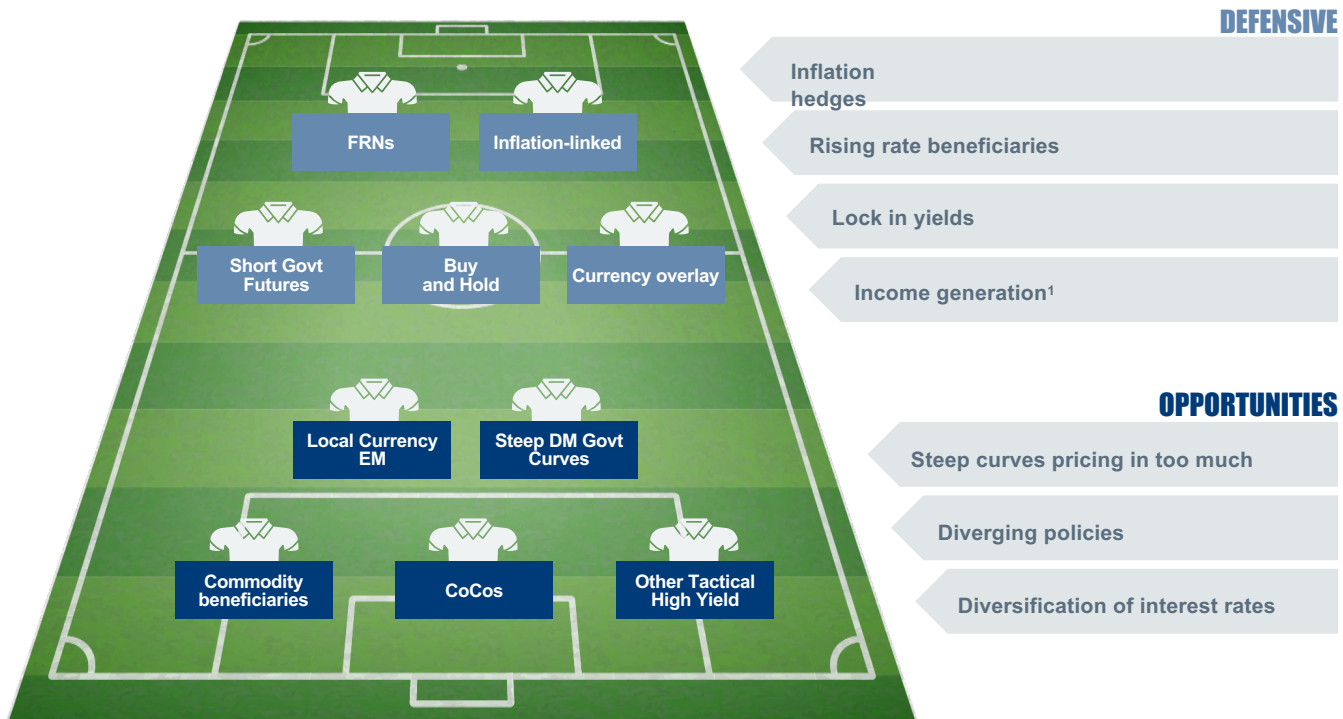 DEFENSIVE
Inflation
hedges
Rising rate beneficiaries
Lock in yields
Income generation¹
FRNs
Inflation-linked
Short Govt
Futures
Buy
and Hold
Currency overlay
OPPORTUNITIES
Steep curves pricing in too much
Diverging policies
Diversification of interest rates
Local Currency
EM
Steep DM Govt
Curves
Commodity
beneficiaries
CoCos
Other Tactical
High Yield